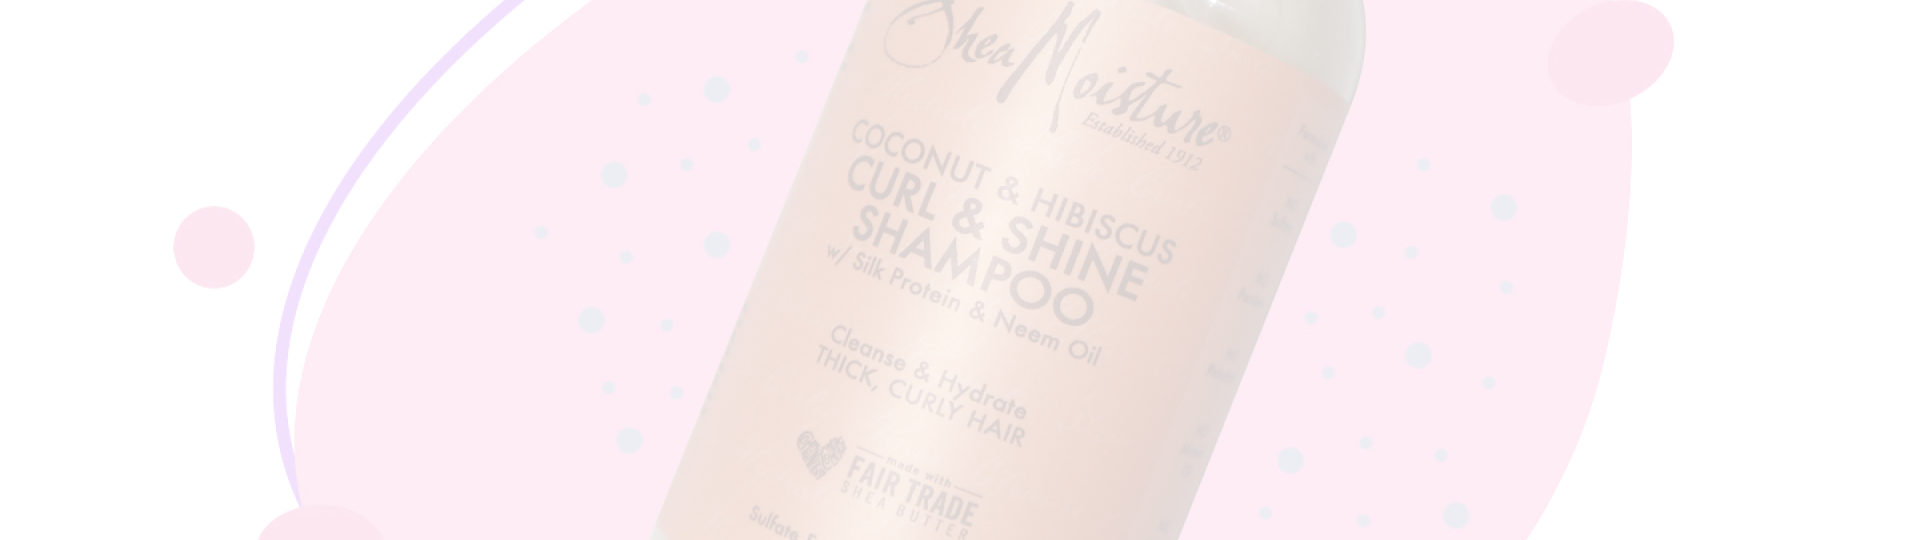 SheaMoisture®
Established 1912
COCONUT & HIBISCUS
CURL & SHINE
SHAMPOO
w/ Silk Protein & Neem Oil
Cleanse & Hydrate
THICK, CURLY HAIR
made with
FAIR TRADE
SHEA BUTTER
Sulfate